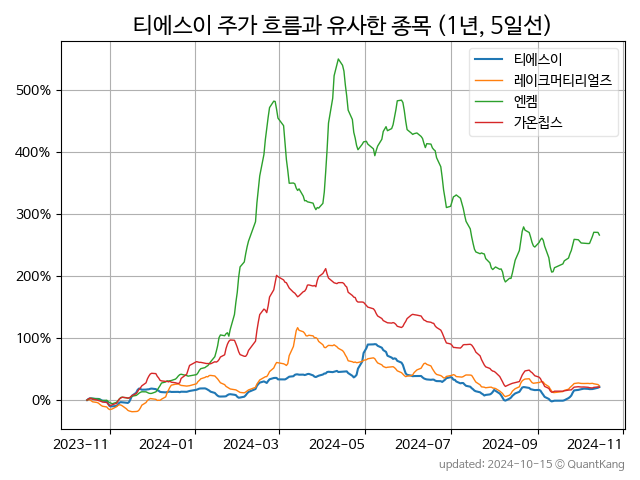 티에스이 주가 흐름과 유사한 종목 (1년, 5일선)
티에스이
레이크머티리얼즈
엔켐
가온칩스
500%
400%
300%
200%
100%
0%
2023-11 2024-01 2024-03 2024-05 2024-07 2024-09 2024-11
updated: 2024-10-15 © QuantKang